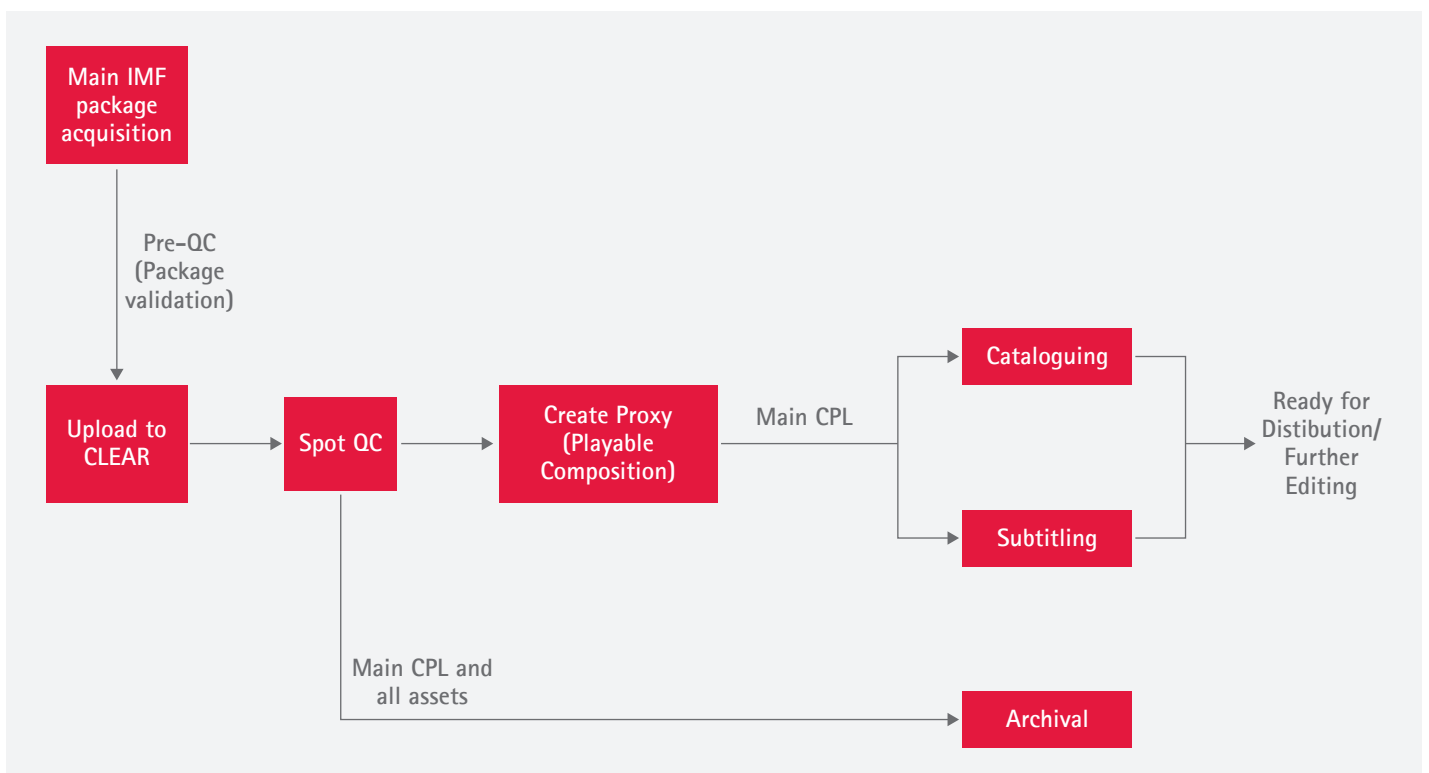 Main IMF
package
acquisition
Pre-QC
(Package
validation)
Upload to
CLEAR
Spot QC
Create Proxy
(Playable
Composition)
Main CPL
Cataloguing
Subtitling
Ready for
Distibution/
Further
Editing
Main CPL and
all assets
Archival